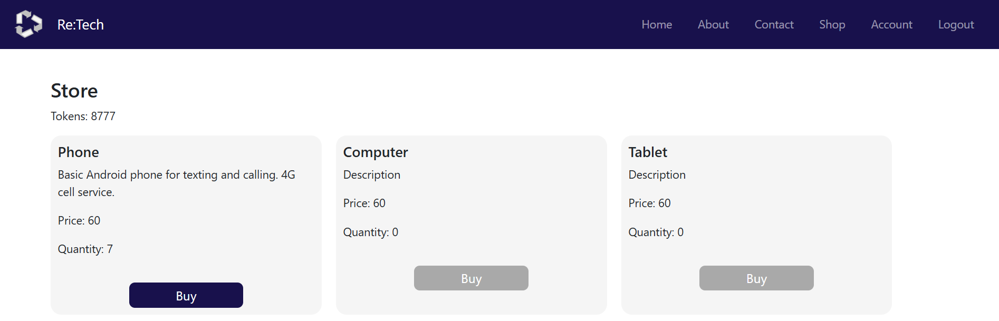 Re:Tech
Home About Contact Shop Account Logout
Store
Tokens: 8777
Phone
Basic Android phone for texting and calling. 4G
cell service.
Price: 60
Quantity: 7
Buy
Computer
Description
Price: 60
Quantity: 0
Buy
Tablet
Description
Price: 60
Quantity: 0
Buy